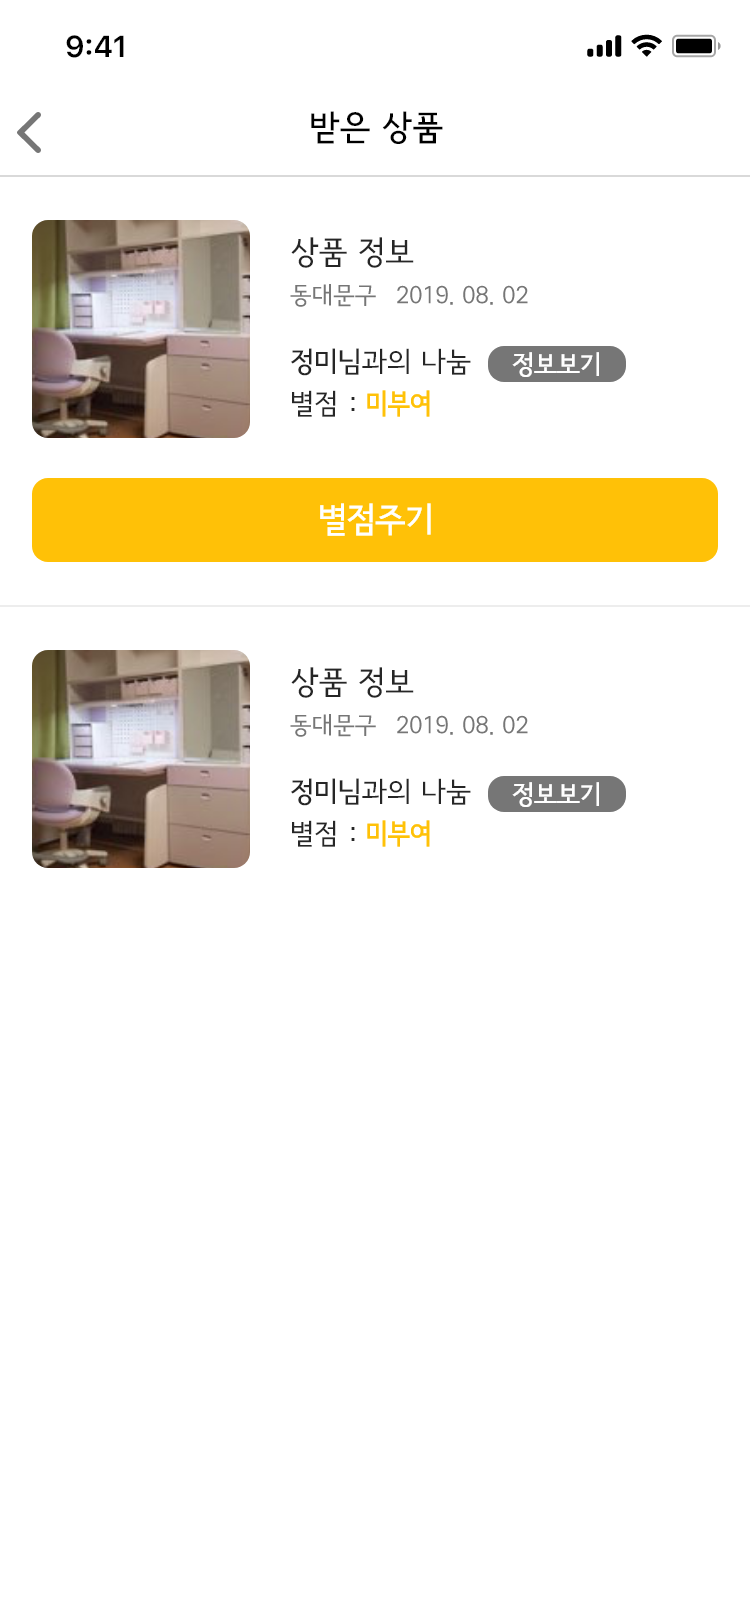 9:41
받은 상품
상품 정보
동대문구 2019. 08. 02
정미님과의 나눔 정보보기
별점 : 미부여
별점주기
상품 정보
동대문구 2019. 08. 02
정미님과의 나눔 정보보기
별점 : 미부여